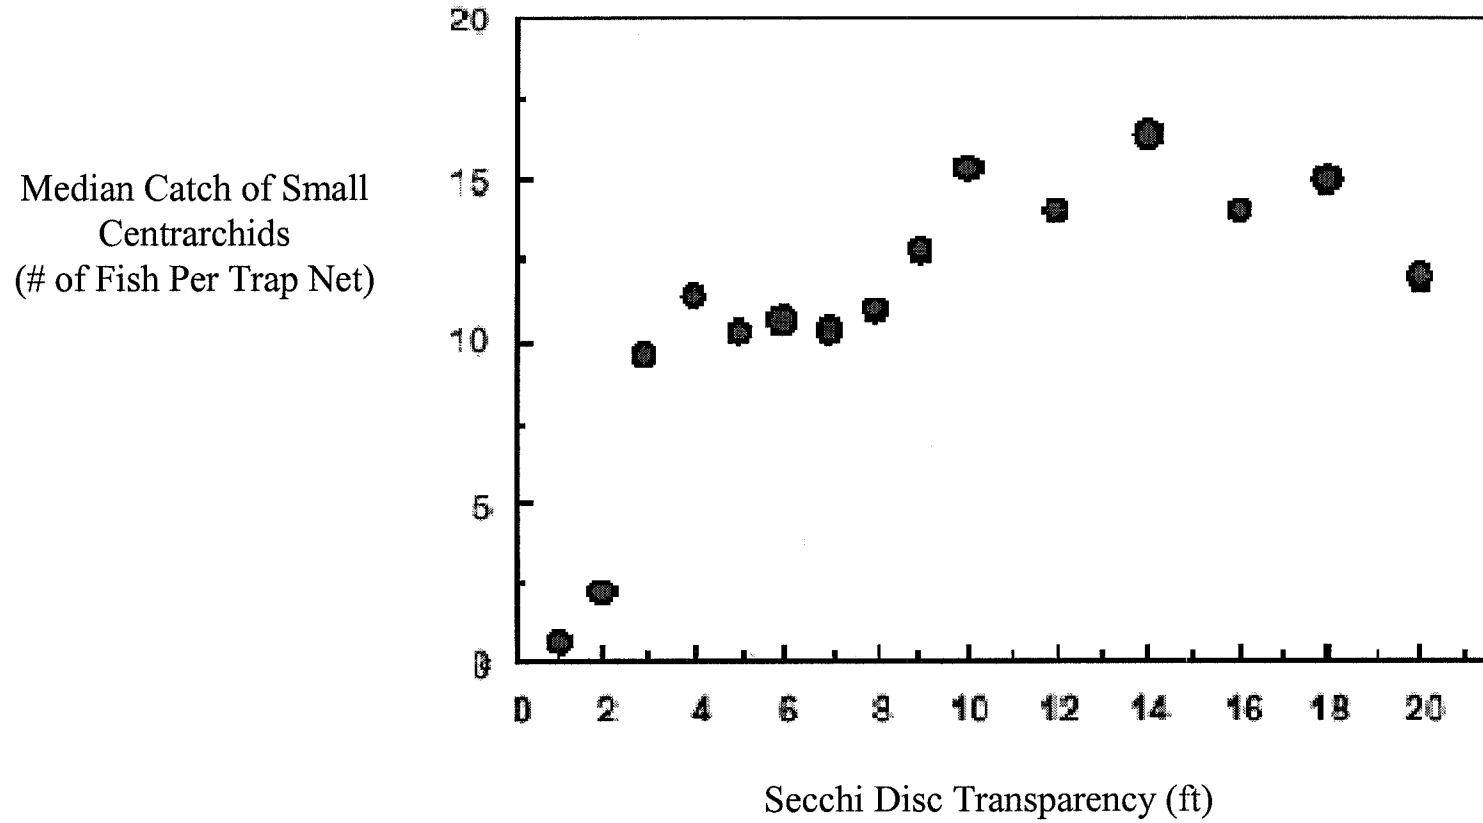 20
15
10
5
0
Median Catch of Small
Centrarchids
(# of Fish Per Trap Net)
0 2 4 6 8 10 12 14 16 18 20
Secchi Disc Transparency (ft)